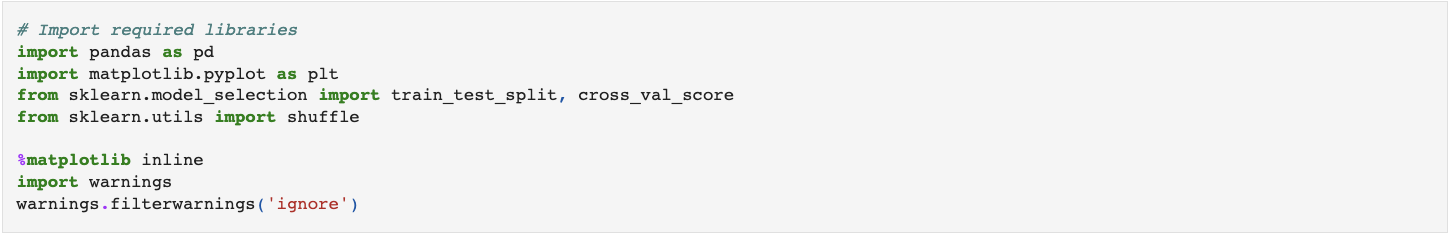 # Import required libraries
import pandas as pd
import matplotlib.pyplot as plt
from sklearn.model_selection import train_test_split, cross_val_score
from sklearn.utils import shuffle
%matplotlib inline
import warnings
warnings.filterwarnings('ignore')